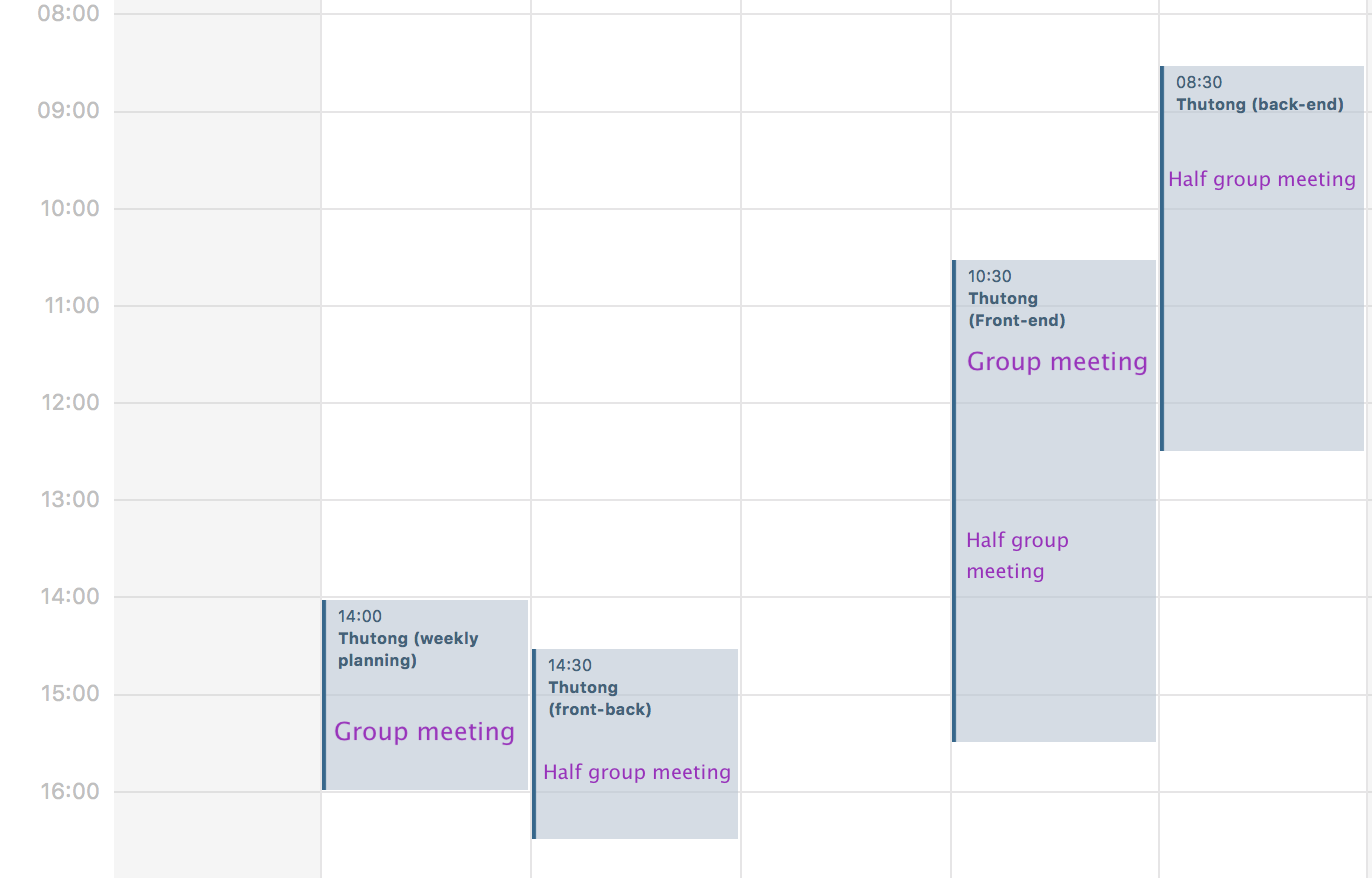 08:00
09:00
10:00
11:00
12:00
13:00
14:00
15:00
16:00
14:00
Thutong (weekly
planning)
Group meeting
14:30
Thutong
(front-back)
Half group meeting
10:30
Thutong
(Front-end)
Group meeting
Half group
meeting
08:30
Thutong (back-end)
Half group meeting